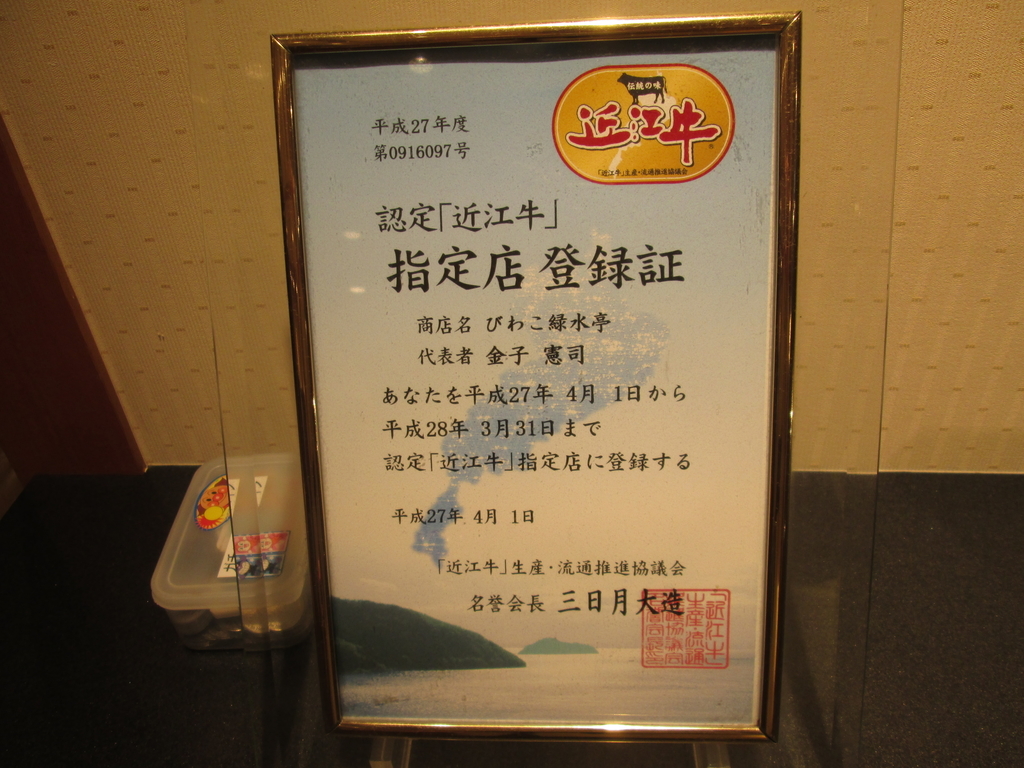 伝統の味
近江牛
「近江牛」生産・流通推進協議会
平成27年度
第0916097号
認定「近江牛」
指定店 登録証
商店名 びわこ緑水亭
代表者 金子 憲司
あなたを平成27年 4月 1日から
平成28年 3月31日まで
認定「近江牛」指定店に登録する
平成27年 4月 1日
「近江牛」生産・流通推進協議会
名誉会長 三日月大造